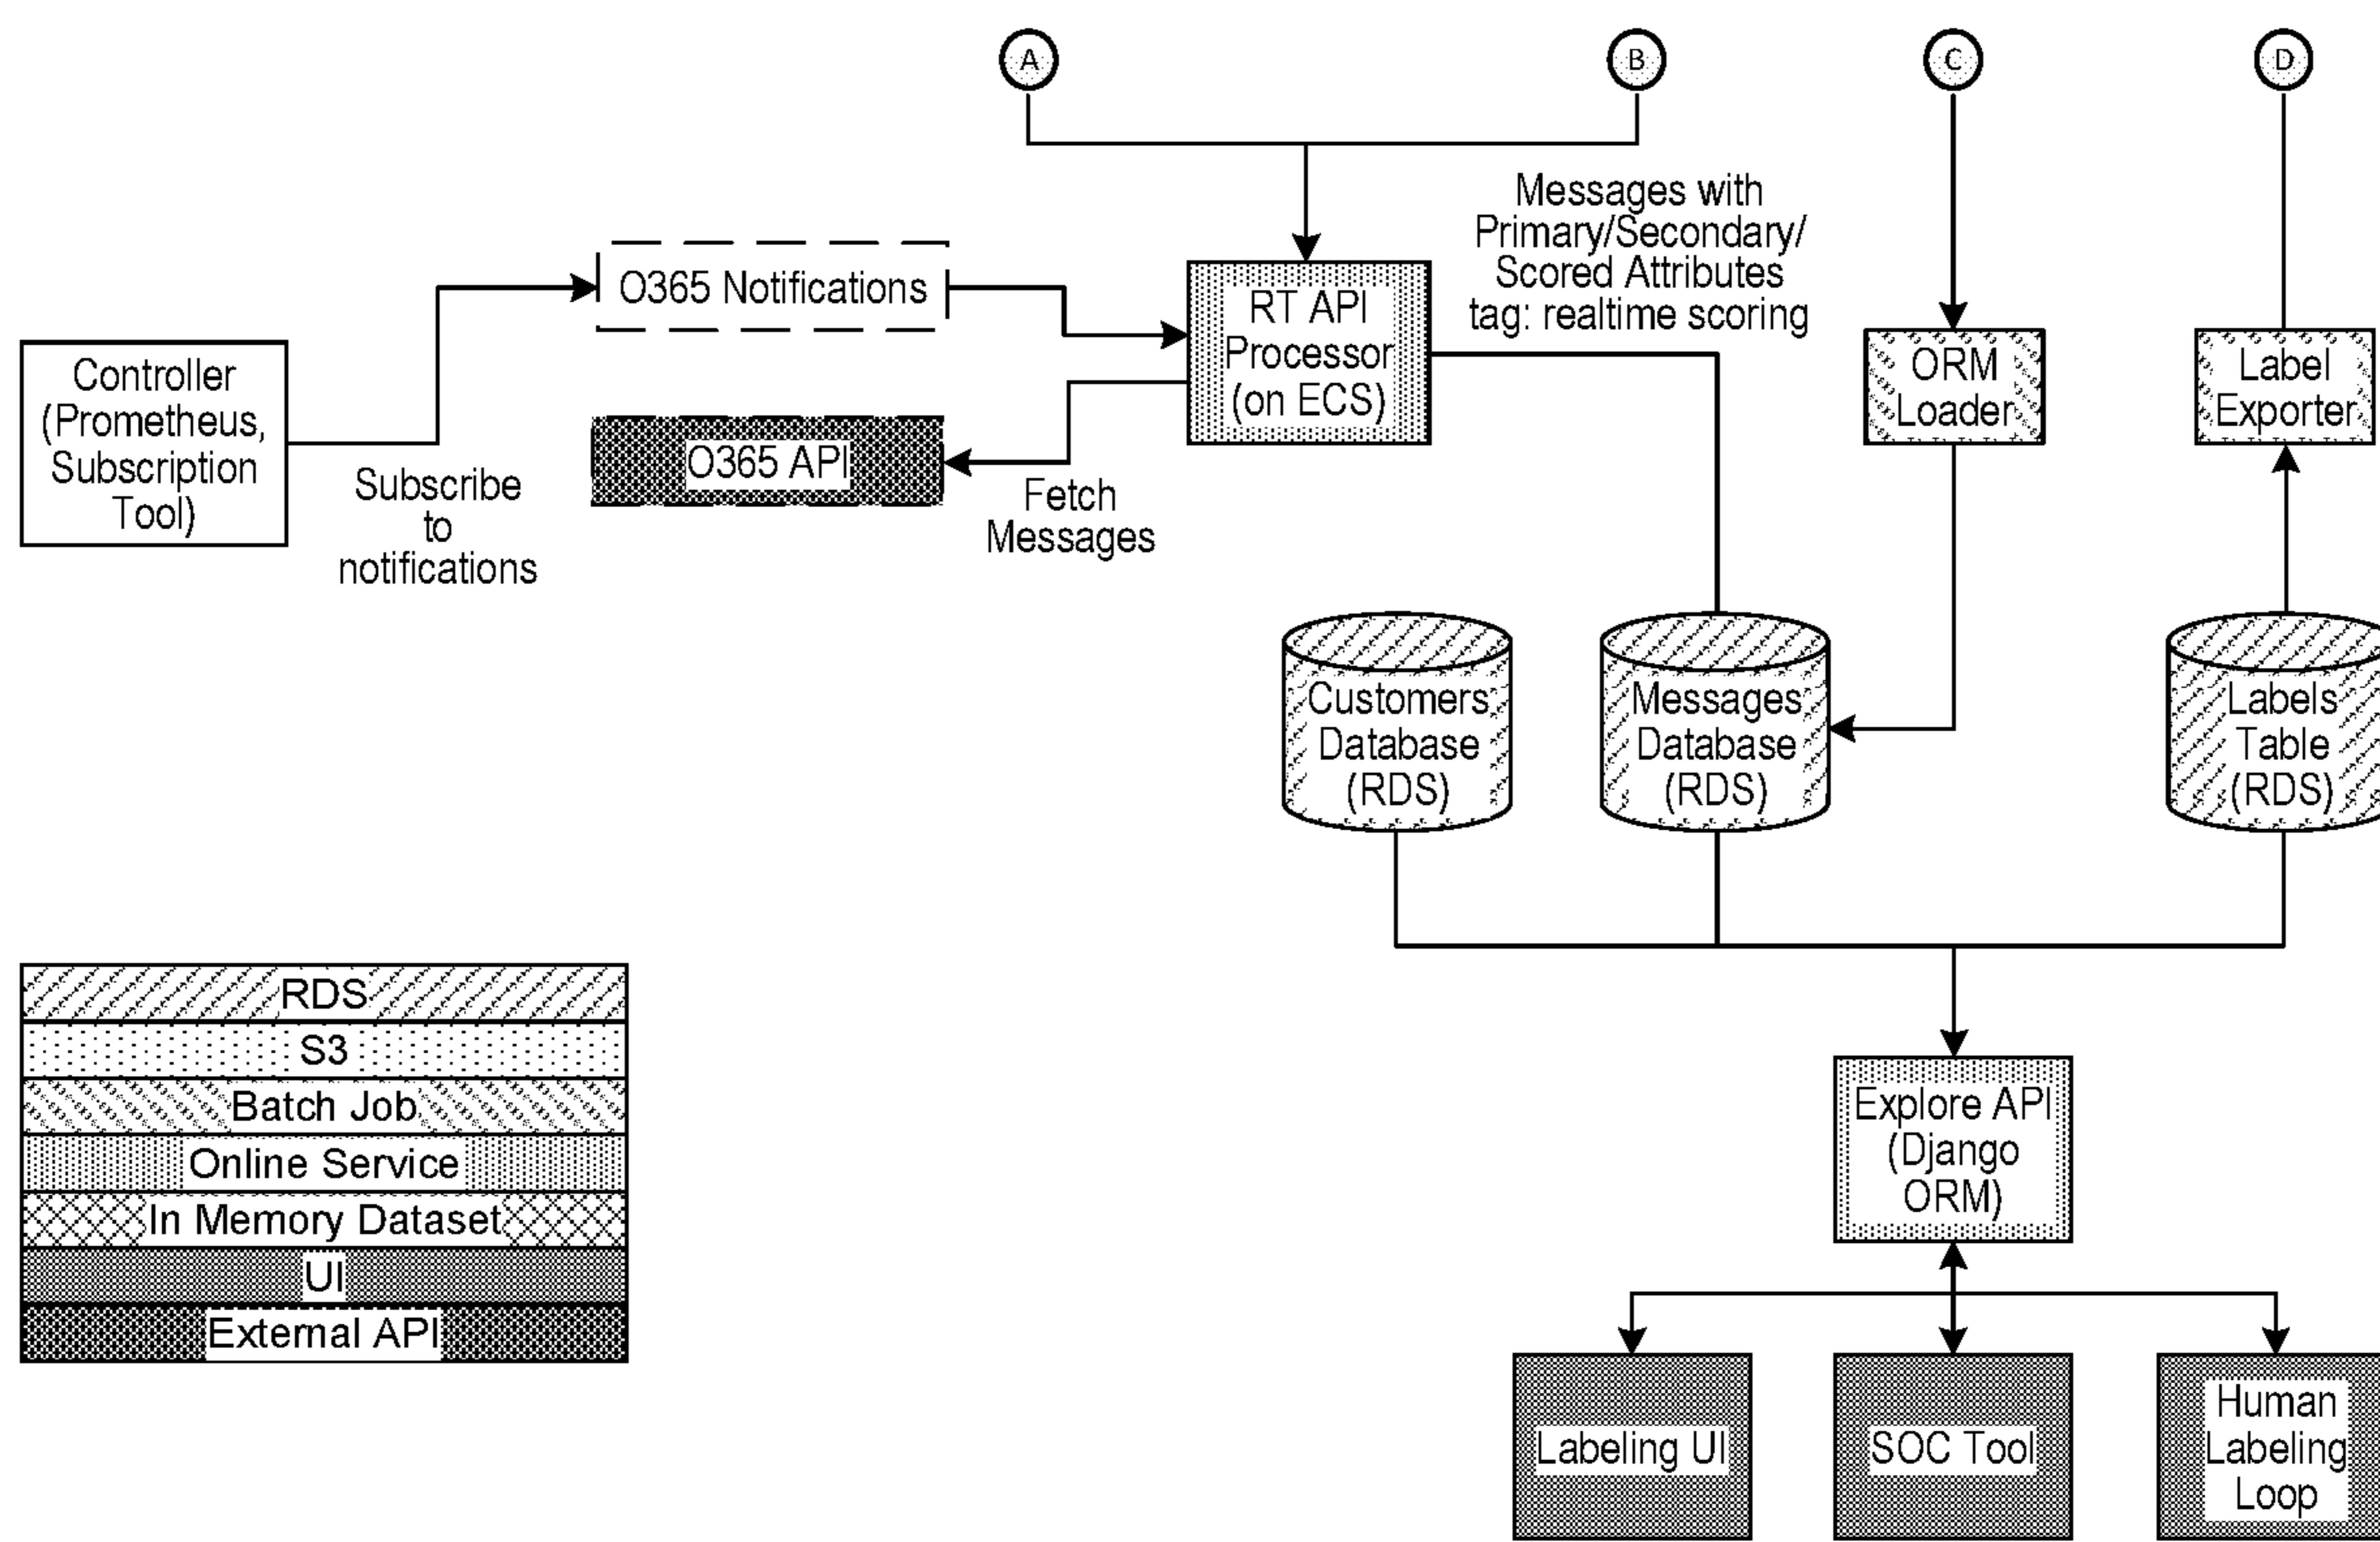 A
B
C
D
Messages with
Primary/Secondary/
Scored Attributes
tag: realtime scoring
O365 Notifications
RT API
Processor
(on ECS)
Controller
(Prometheus,
Subscription
Tool)
ORM
Loader
Label
Exporter
O365 API
Subscribe
to
notifications
Fetch
Messages
Customers
Database
(RDS)
Messages
Database
(RDS)
Labels
Table
(RDS)
RDS
S3
Batch Job
Online Service
In Memory Dataset
UI
External API
Explore API
(Django
ORM)
Labeling UI
SOC Tool
Human
Labeling
Loop